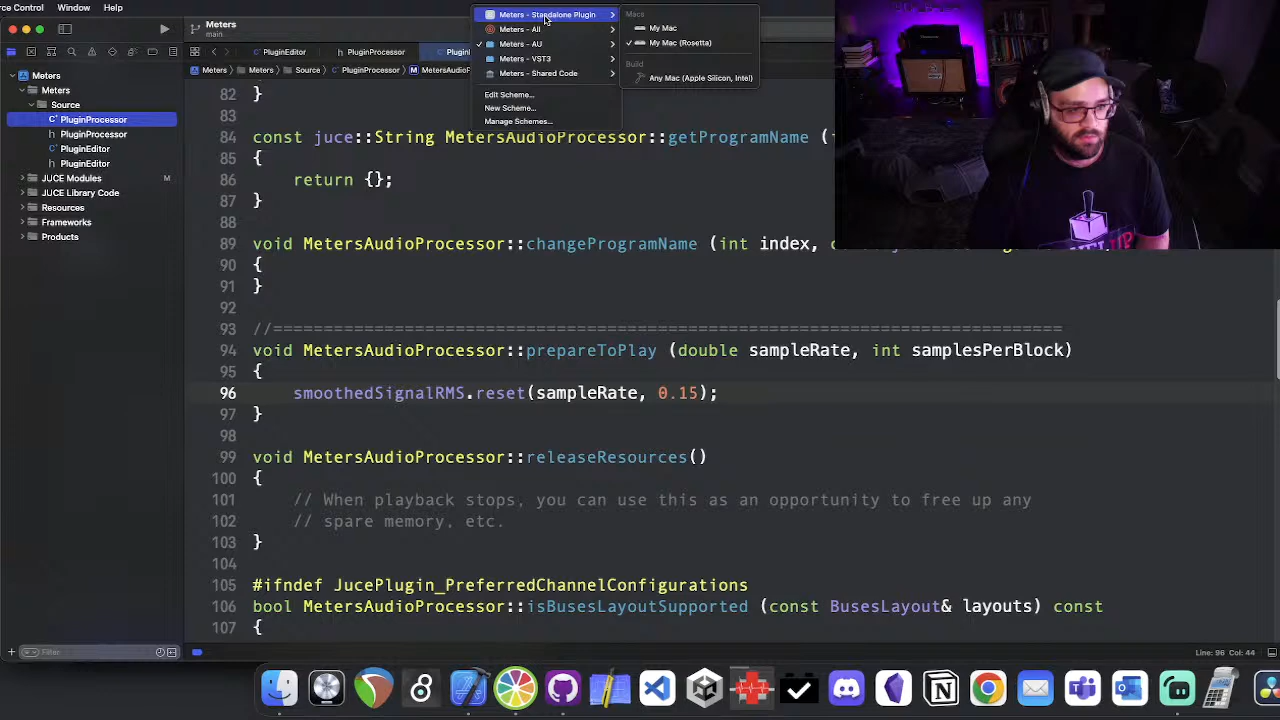 ce Control Window Help
Meters
main
Meters - Standalone Plugin
Meters - All
Meters - AU
Meters - VST3
Meters - Shared Code
Edit Scheme...
New Scheme...
Manage Schemes...
Macs
My Mac
My Mac (Rosetta)
Build
Any Mac (Apple Silicon, Intel)
PluginEditor
PluginProcessor
Meters
Meters
Source
PluginProcessor
PluginProcessor
PluginEditor
PluginEditor
JUCE Modules M
JUCE Library Code
Resources
Frameworks
Products
Meters Meters Source PluginProcessor
82 }
83
84 const juce::String MetersAudioProcessor::getProgramName (
85 {
86 return {};
87 }
88
89 void MetersAudioProcessor::changeProgramName (int index,
90 {
91 }
92
93 //==============================================================================
94 void MetersAudioProcessor::prepareToPlay (double sampleRate, int samplesPerBlock)
95 {
96 smoothedSignalRMS.reset(sampleRate, 0.15);
97 }
98
99 void MetersAudioProcessor::releaseResources()
100 {
101 // When playback stops, you can use this as an opportunity to free up any
102 // spare memory, etc.
103 }
104
105 #ifndef JucePlugin_PreferredChannelConfigurations
106 bool MetersAudioProcessor::isBusesLayoutSupported (const BusesLayout& layouts) const
107 {
Filter
Line: 96 Col: 44